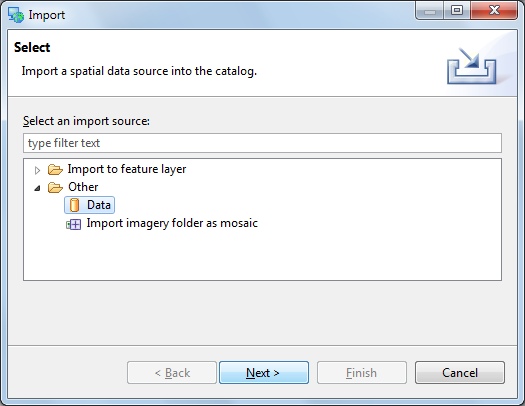 Import
Select
Import a spatial data source into the catalog.
Select an import source:
type filter text
Import to feature layer
Other
Data
Import imagery folder as mosaic
< Back Next > Finish Cancel